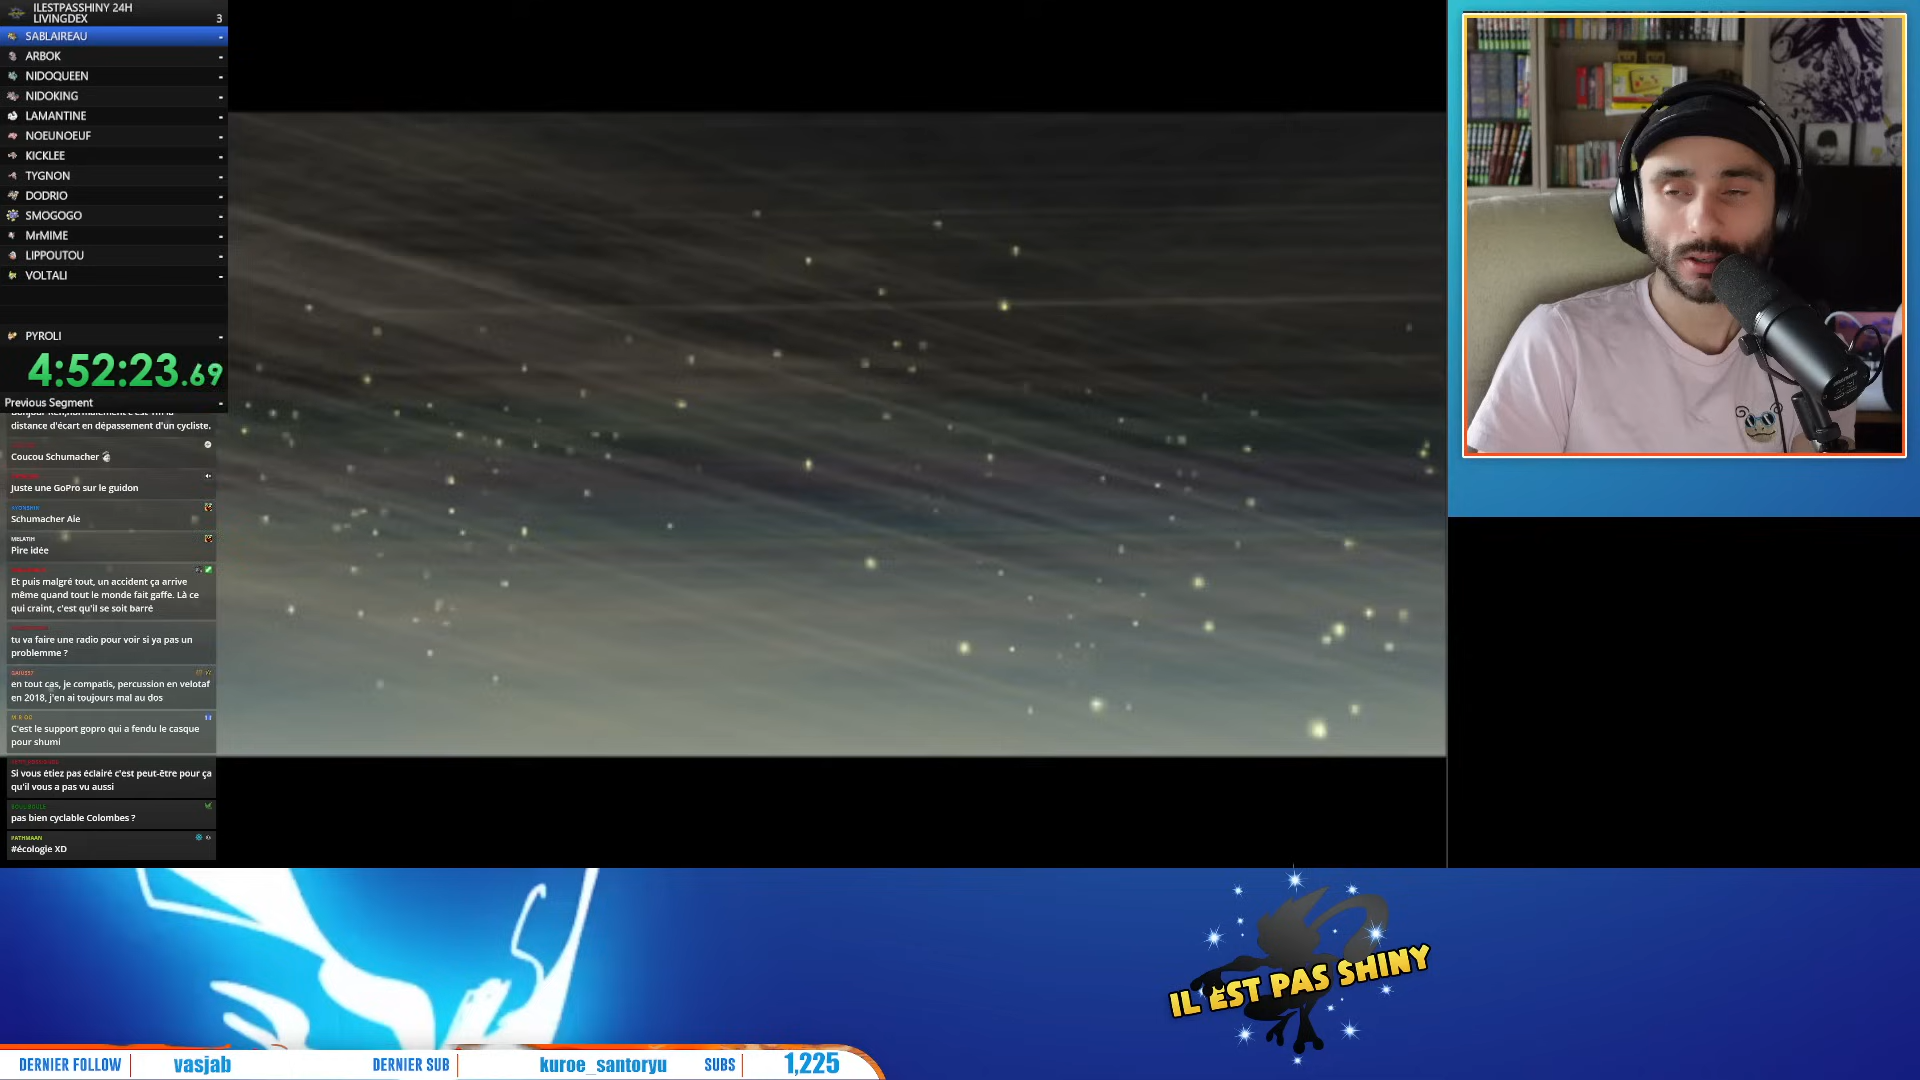 ILESTPASSHINY 24H
LIVINGDEX
3
SABLAIREAU -
ARBOK -
NIDOQUEEN -
NIDOKING -
LAMANTINE -
NOEUNOEUF -
KICKLEE -
TYGNON -
DODRIO -
SMOGOGO -
MrMIME -
LIPPOUTOU -
VOLTALI -
PYROLI -
4:52:23.69
Previous Segment -
distance d'écart en dépassement d'un cycliste.
Coucou Schumacher
Juste une GoPro sur le guidon
Schumacher Aie
MELATIH
Pire idée
Et puis malgré tout, un accident ça arrive
même quand tout le monde fait gaffe. Là ce
qui craint, c'est qu'il se soit barré
tu va faire une radio pour voir si ya pas un
problemme ?
en tout cas, je compatis, percussion en velotaf
en 2018, j'en ai toujours mal au dos
C'est le support gopro qui a fendu le casque
pour shumi
Si vous étiez pas éclairé c'est peut-être pour ça
qu'il vous a pas vu aussi
pas bien cyclable Colombes ?
PATHMAAN
#écologie XD
IL EST PAS SHINY
DERNIER FOLLOW vasjab DERNIER SUB kuroe_santoryu SUBS 1,225